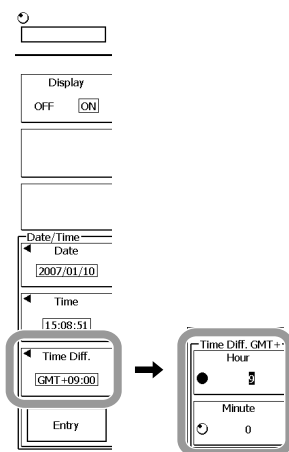 Display
OFF ON
Date/Time
Date
2007/01/10
Time
15:08:51
Time Diff.
GMT+09:00
Entry
Time Diff. GMT+
Hour
9
Minute
0